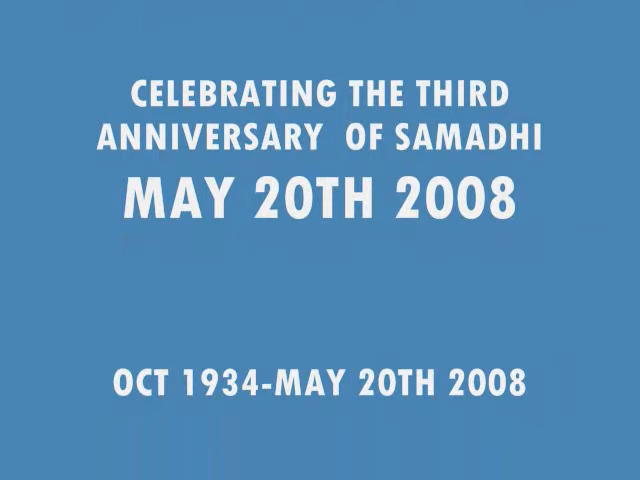 CELEBRATING THE THIRD
ANNIVERSARY OF SAMADHI
MAY 20TH 2008
OCT 1934-MAY 20TH 2008